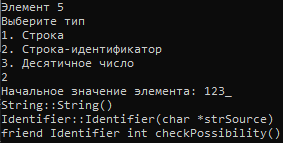 Элемент 5
Выберите тип
1. Строка
2. Строка-идентификатор
3. Десятичное число
2
Начальное значение элемента: 123_
String::String()
Identifier::Identifier(char *strSource)
friend Identifier int checkPossibility()